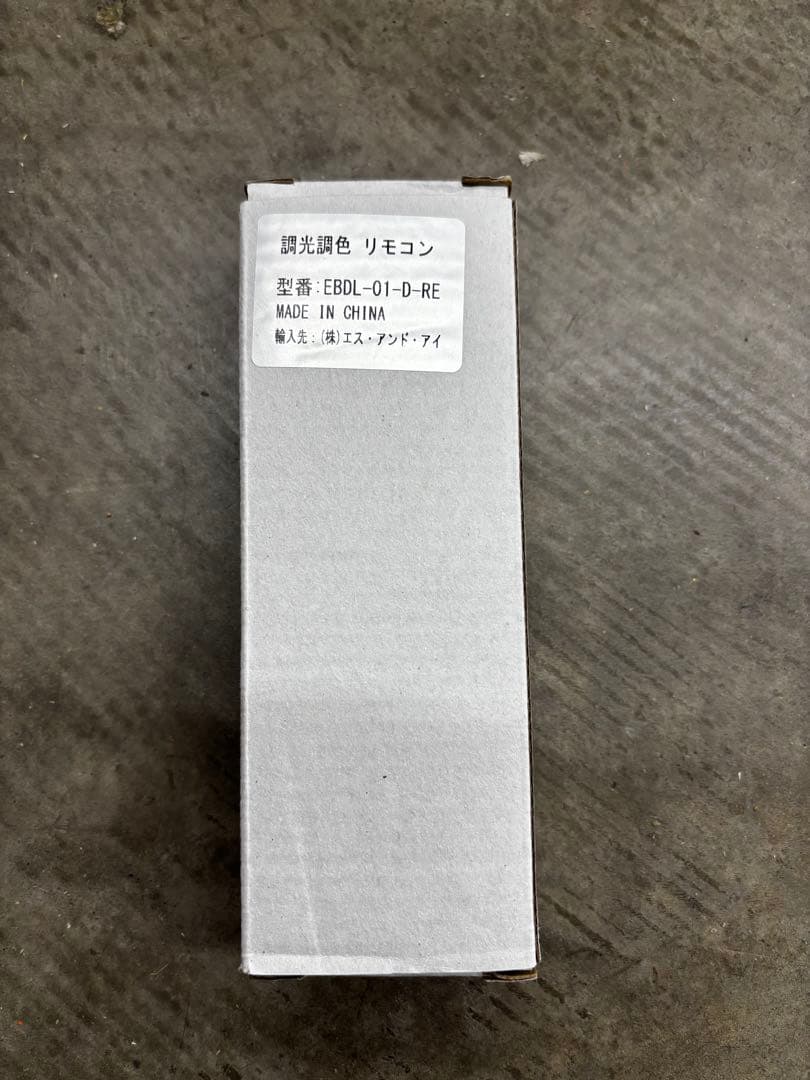 調光調色 リモコン
型番:EBDL-01-D-RE
MADE IN CHINA
輸入先:(株)エス・アンド・アイ